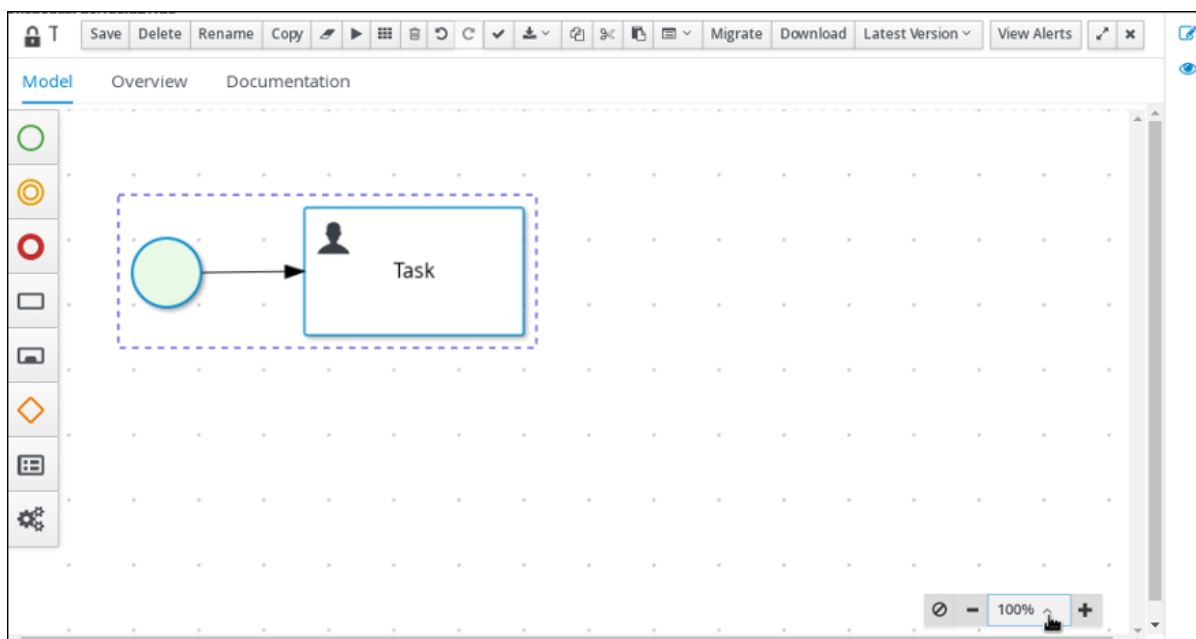 T Save Delete Rename Copy Migrate Download Latest Version View Alerts
Model Overview Documentation
Task
100%